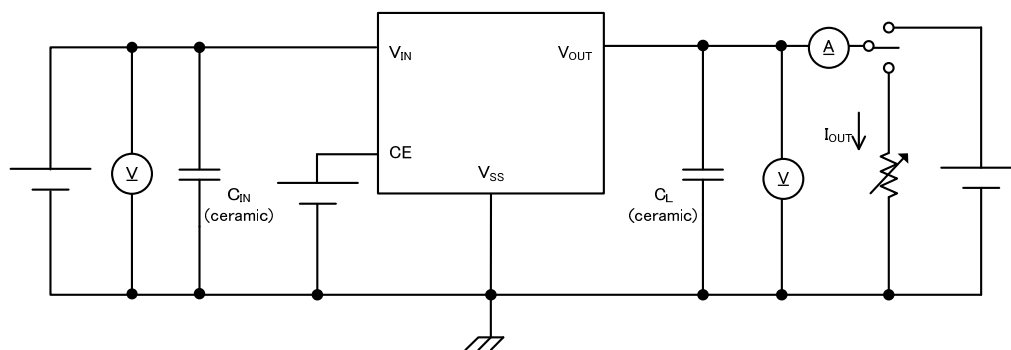 VIN
VOUT
A
IOUT
CE
V
VSS
V
CIN
(ceramic)
CL
(ceramic)